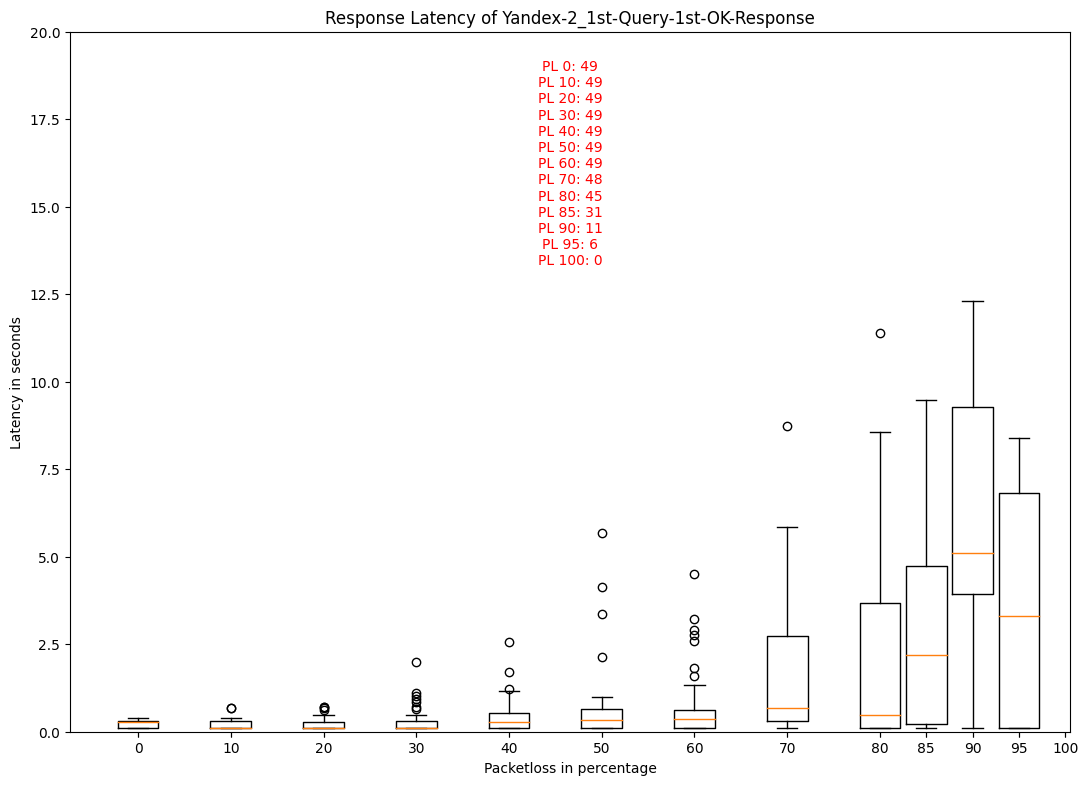 Response Latency of Yandex-2_1st-Query-1st-OK-Response
20.0
17.5
15.0
12.5
10.0
7.5
5.0
2.5
0.0
Latency in seconds
PL 0: 49
PL 10: 49
PL 20: 49
PL 30: 49
PL 40: 49
PL 50: 49
PL 60: 49
PL 70: 48
PL 80: 45
PL 85: 31
PL 90: 11
PL 95: 6
PL 100: 0
0 10 20 30 40 50 60 70 80 85 90 95 100
Packetloss in percentage